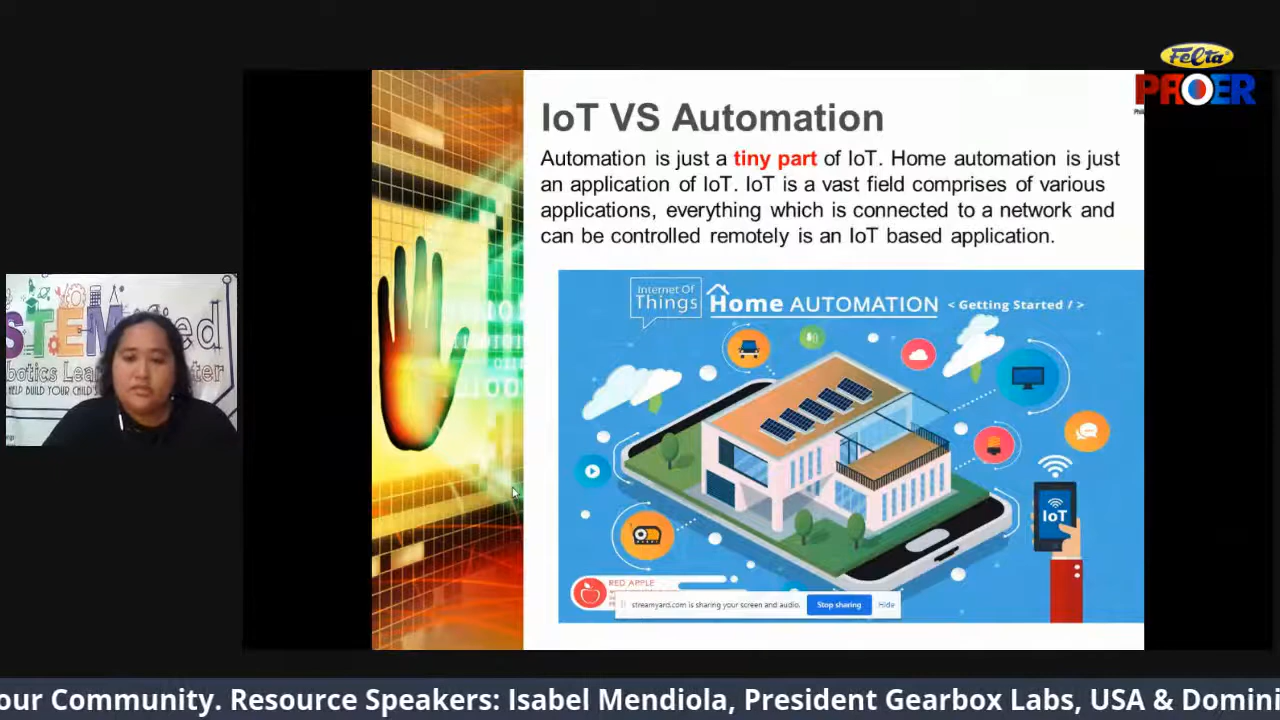 Felta
PROER
IoT VS Automation
Automation is just a tiny part of IoT. Home automation is just
an application of IoT. IoT is a vast field comprises of various
applications, everything which is connected to a network and
can be controlled remotely is an IoT based application.
Internet Of
Things
Home AUTOMATION
< Getting Started / >
IoT
RED APPLE
streamyard.com is sharing your screen and audio.
Stop sharing
Hide
STEM
HELP BUILD YOUR CHILD'S
our Community. Resource Speakers: Isabel Mendiola, President Gearbox Labs, USA & Domini